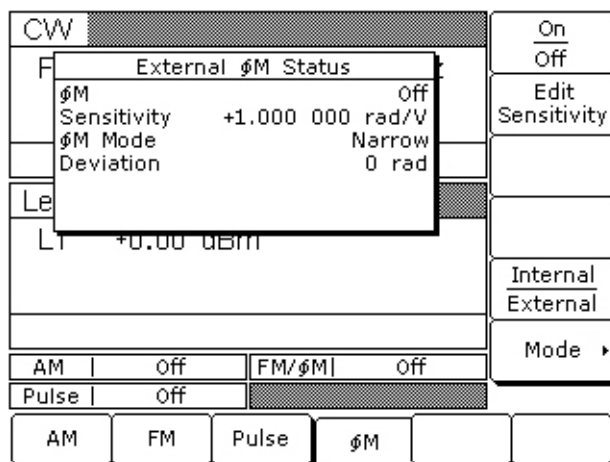 CW
On
Off
External ϕM Status
ϕM Off
Sensitivity +1.000 000 rad/V
ϕM Mode Narrow
Deviation 0 rad
Edit
Sensitivity
L1 +0.00 dBm
Internal
External
Mode
AM Off FM/ϕM Off
Pulse Off
AM FM Pulse ϕM